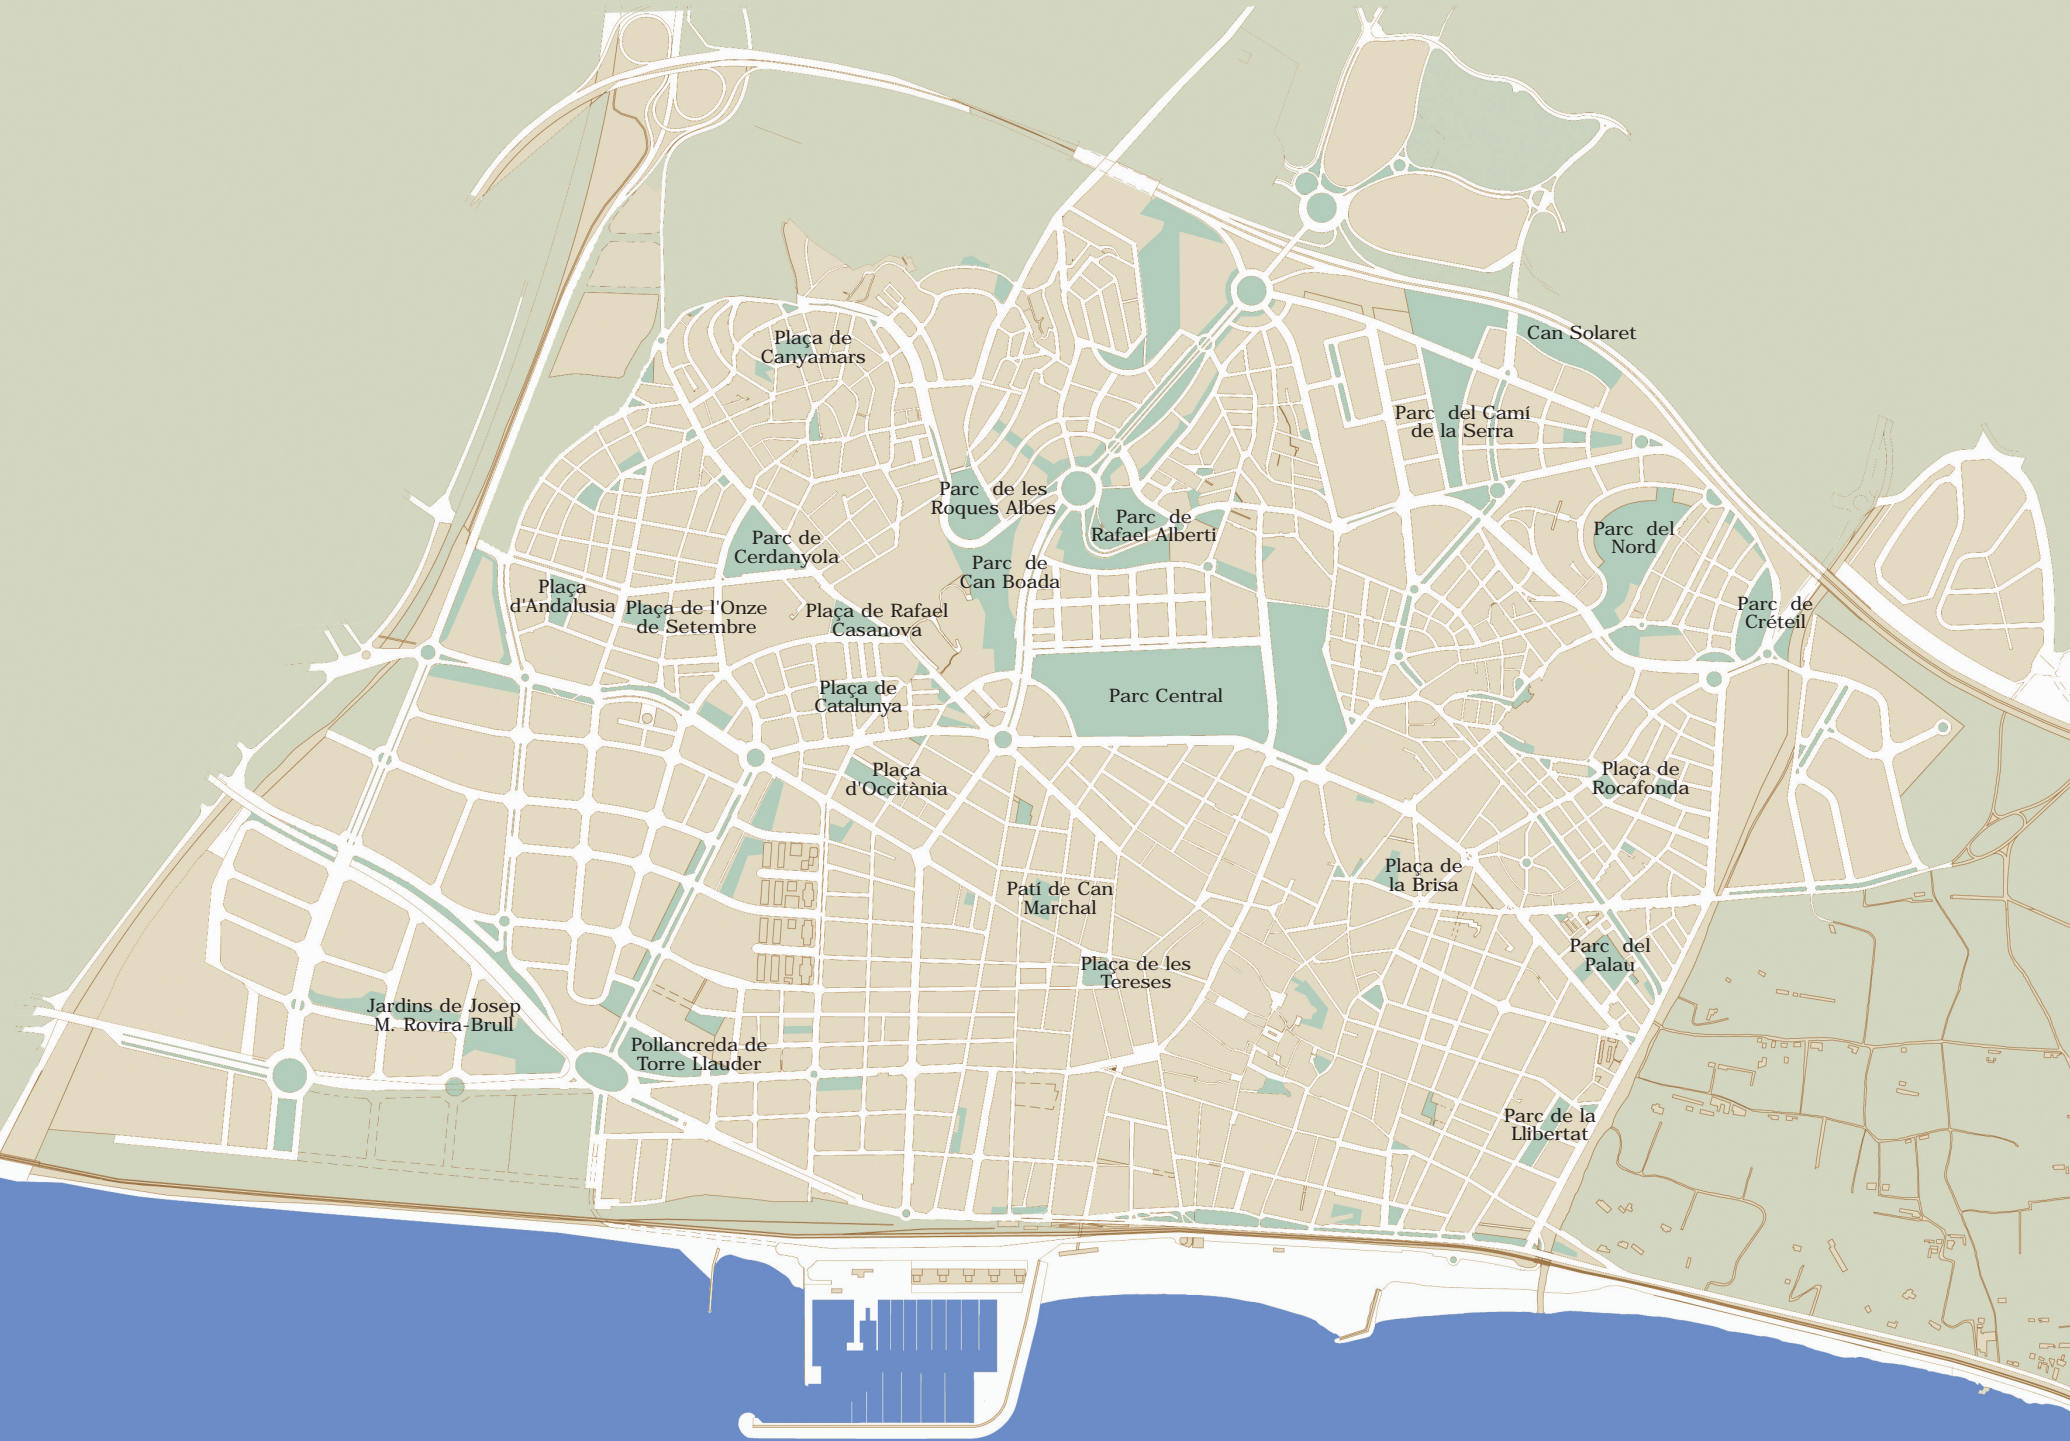 Can Solaret
Plaça de
Canyamars
Parc del Camí
de la Serra
Parc de les
Roques Albes
Parc de
Rafael Alberti
Parc del
Nord
Parc de
Cerdanyola
Parc de
Can Boada
Plaça
d'Andalusia
Plaça de l'Onze
de Setembre
Plaça de Rafael
Casanova
Parc de
Créteil
Plaça de
Catalunya
Parc Central
Plaça
d'Occitània
Plaça de
Rocafonda
Plaça de
la Brisa
Patí de Can
Marchal
Parc del
Palau
Plaça de les
Tereses
Jardins de Josep
M. Rovira-Brull
Pollancreda de
Torre Llauder
Parc de la
Llibertat